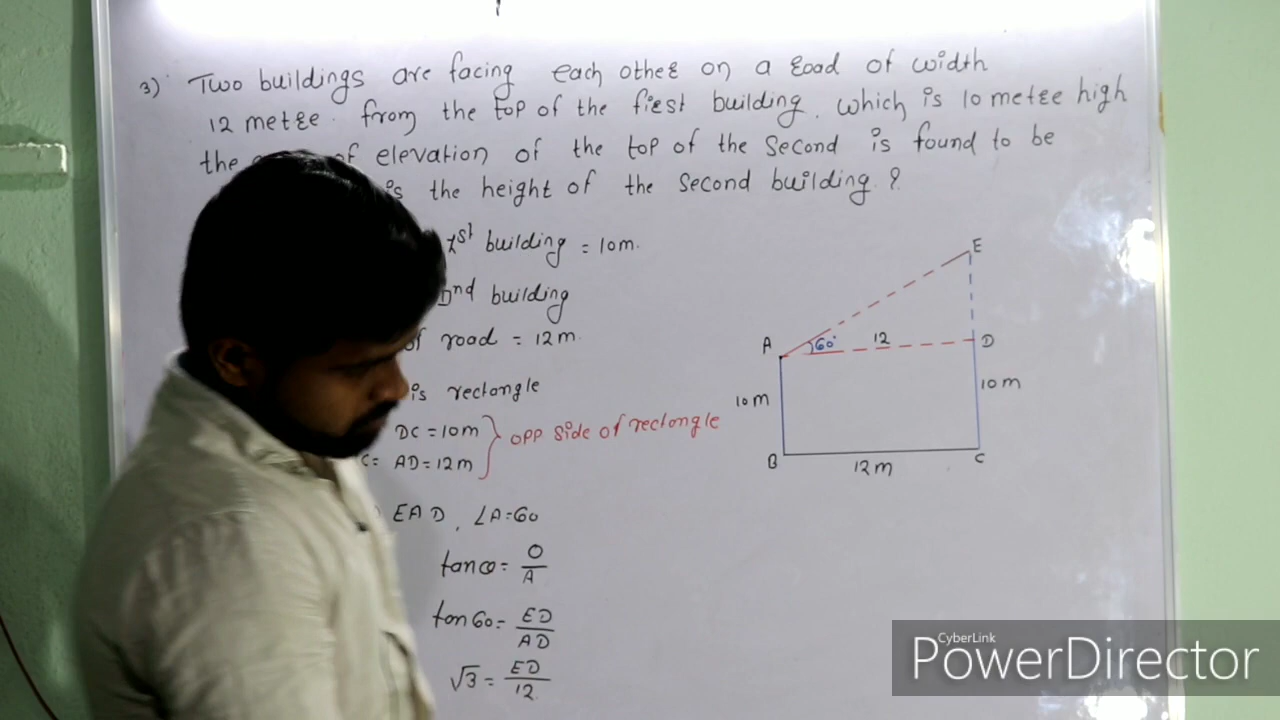 3) Two buildings are facing each other on a road of width
12 metre. from the top of the first building. which is 10 metre high
the of elevation of the top of the Second is found to be
is the height of the Second building ?
1st building = 10m.
2nd building
of road = 12m.
is rectangle
DC = 10m
C = AD = 12m
opp side of rectangle
EAD, ∠A=60
tanθ = O/A
tan60 = ED/AD
√3 = ED/12
E
A 60° 12 D
10m 10m
B 12m C
CyberLink
PowerDirector